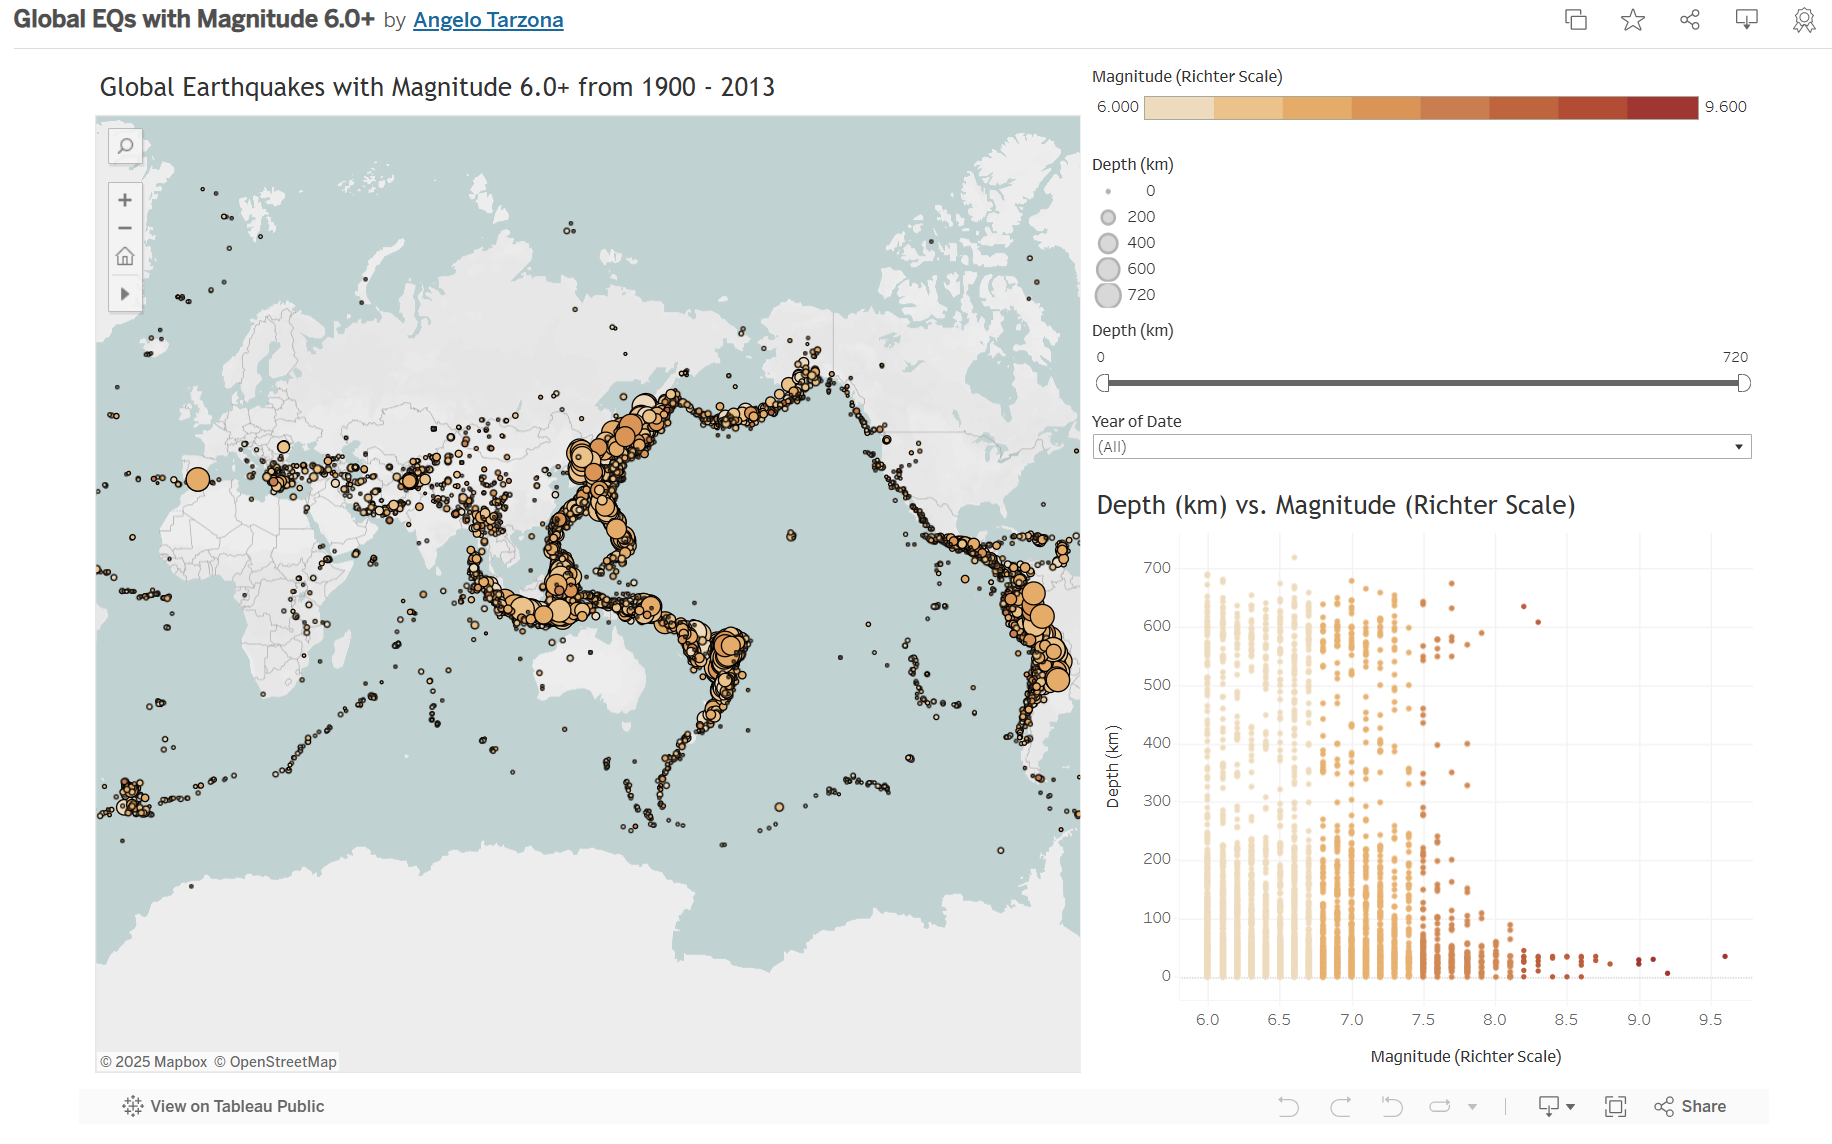 Global EQs with Magnitude 6.0+ by Angelo Tarzona
Global Earthquakes with Magnitude 6.0+ from 1900 - 2013
© 2025 Mapbox © OpenStreetMap
Magnitude (Richter Scale)
6.000 9.600
Depth (km)
0
200
400
600
720
Depth (km)
0 720
Year of Date
(All)
Depth (km) vs. Magnitude (Richter Scale)
Depth (km)
700
600
500
400
300
200
100
0
6.0 6.5 7.0 7.5 8.0 8.5 9.0 9.5
Magnitude (Richter Scale)
View on Tableau Public
Share